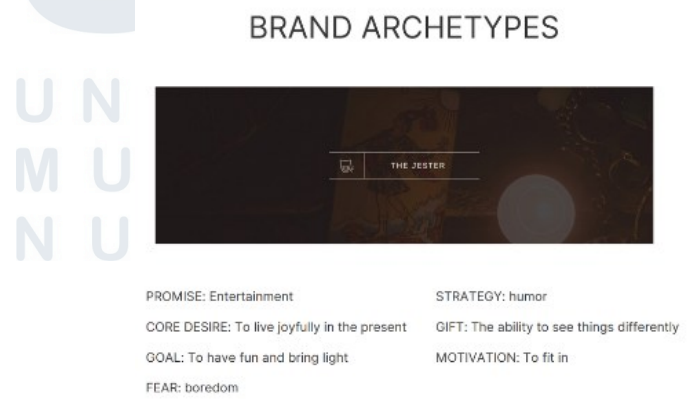 BRAND ARCHETYPES
U N
M U
N U
THE JESTER
PROMISE: Entertainment
CORE DESIRE: To live joyfully in the present
GOAL: To have fun and bring light
FEAR: boredom
STRATEGY: humor
GIFT: The ability to see things differently
MOTIVATION: To fit in